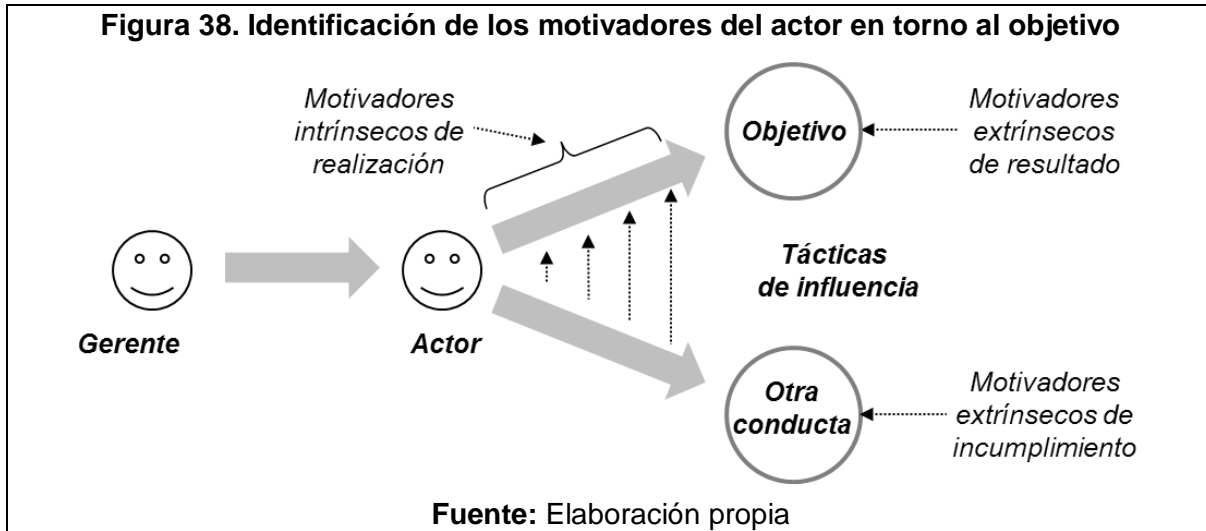 Figura 38. Identificación de los motivadores del actor en torno al objetivo
Motivadores
intrínsecos de
realización
Objetivo
Motivadores
extrínsecos
de resultado
Tácticas
de influencia
Gerente
Actor
Otra
conducta
Motivadores
extrínsecos de
incumplimiento
Fuente: Elaboración propia